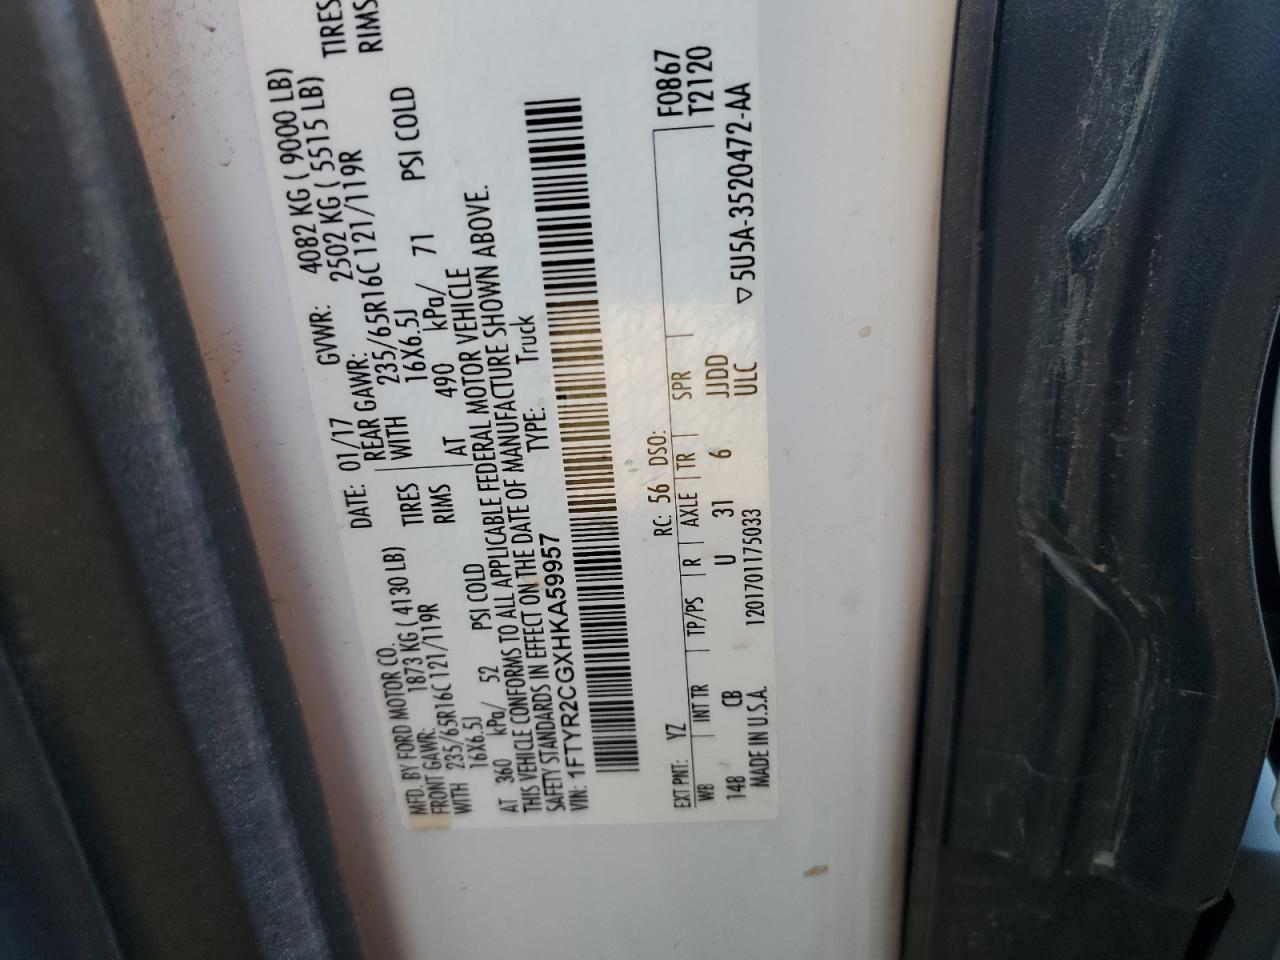 MFD. BY FORD MOTOR CO.
DATE: 01/17 GVWR: 4082 KG ( 9000 LB)
FRONT GAWR: 1873 KG ( 4130 LB) REAR GAWR: 2502 KG ( 5515 LB)
WITH 235/65R16C 121/119R TIRES WITH 235/65R16C 121/119R TIRES
16X6.5J RIMS 16X6.5J RIMS
AT 360 kPa/ 52 PSI COLD AT 490 kPa/ 71 PSI COLD
THIS VEHICLE CONFORMS TO ALL APPLICABLE FEDERAL MOTOR VEHICLE
SAFETY STANDARDS IN EFFECT ON THE DATE OF MANUFACTURE SHOWN ABOVE.
VIN: 1FTYR2CGXHKA59957 TYPE: Truck
F0867
T2120
EXT PNT: YZ RC: 56 DSO:
WB INT TR TP/PS R AXLE TR SPR
148 CB U 31 6 JJDD
ULC
MADE IN U.S.A. 1201701175033
▽ 5U5A-3520472-AA